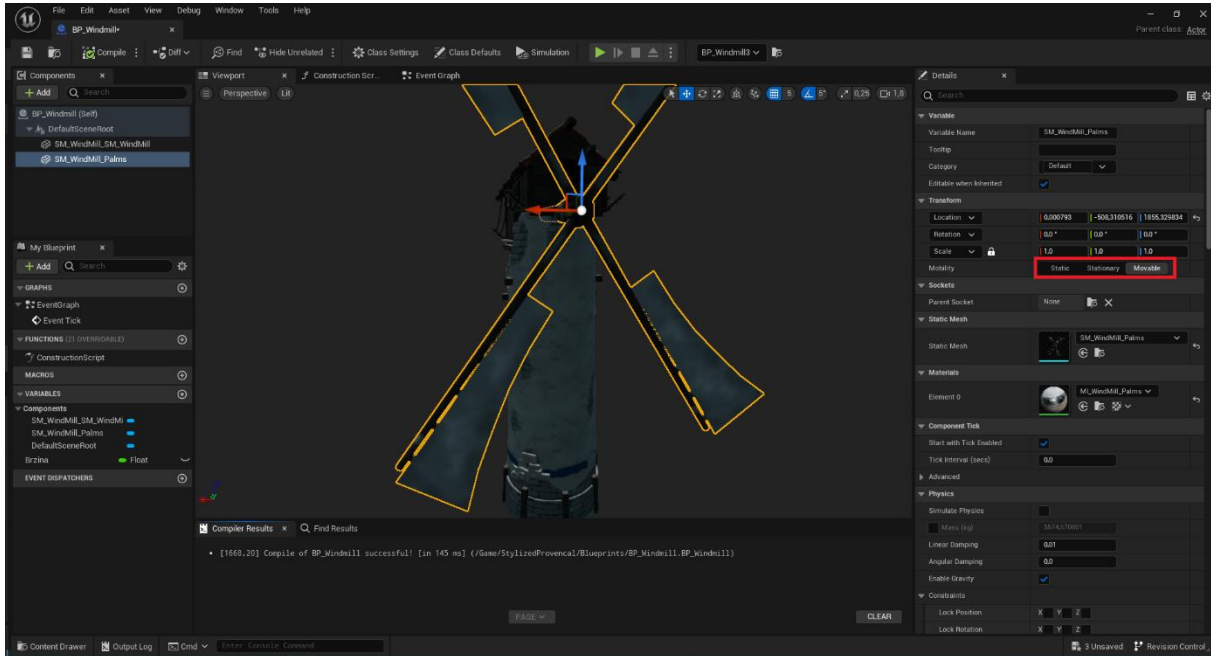 File Edit Asset View Debug Window Tools Help
BP_Windmill•
Parent class: Actor
Compile Diff Find Hide Unrelated Class Settings Class Defaults Simulation BP_Windmill3
Components
+ Add Search
BP_Windmill (Self)
DefaultSceneRoot
SM_WindMill_SM_WindMill
SM_WindMill_Palms
My Blueprint
+ Add Search
GRAPHS
EventGraph
Event Tick
FUNCTIONS (21 OVERRIDABLE)
ConstructionScript
MACROS
VARIABLES
Components
SM_WindMill_SM_WindMi
SM_WindMill_Palms
DefaultSceneRoot
Brzina Float
EVENT DISPATCHERS
Viewport Construction Scr... Event Graph
Perspective Lit 5 5° 0,25 1,0
Compiler Results Find Results
• [1668,20] Compile of BP_Windmill successful! [in 145 ms] (/Game/StylizedProvencal/Blueprints/BP_Windmill.BP_Windmill)
PAGE CLEAR
Details
Search
Variable
Variable Name SM_WindMill_Palms
Tooltip
Category Default
Editable when Inherited
Transform
Location 0,000793 -508,310516 1855,329834
Rotation 0,0° 0,0° 0,0°
Scale 1,0 1,0 1,0
Mobility Static Stationary Movable
Sockets
Parent Socket None
Static Mesh
Static Mesh SM_WindMill_Palms
Materials
Element 0 MI_WindMill_Palms
Component Tick
Start with Tick Enabled
Tick Interval (secs) 0,0
Advanced
Physics
Simulate Physics
Mass (kg)
Linear Damping 0,01
Angular Damping 0,0
Enable Gravity
Constraints
Lock Position X Y Z
Lock Rotation X Y Z
Content Drawer Output Log Cmd Enter Console Command 3 Unsaved Revision Control